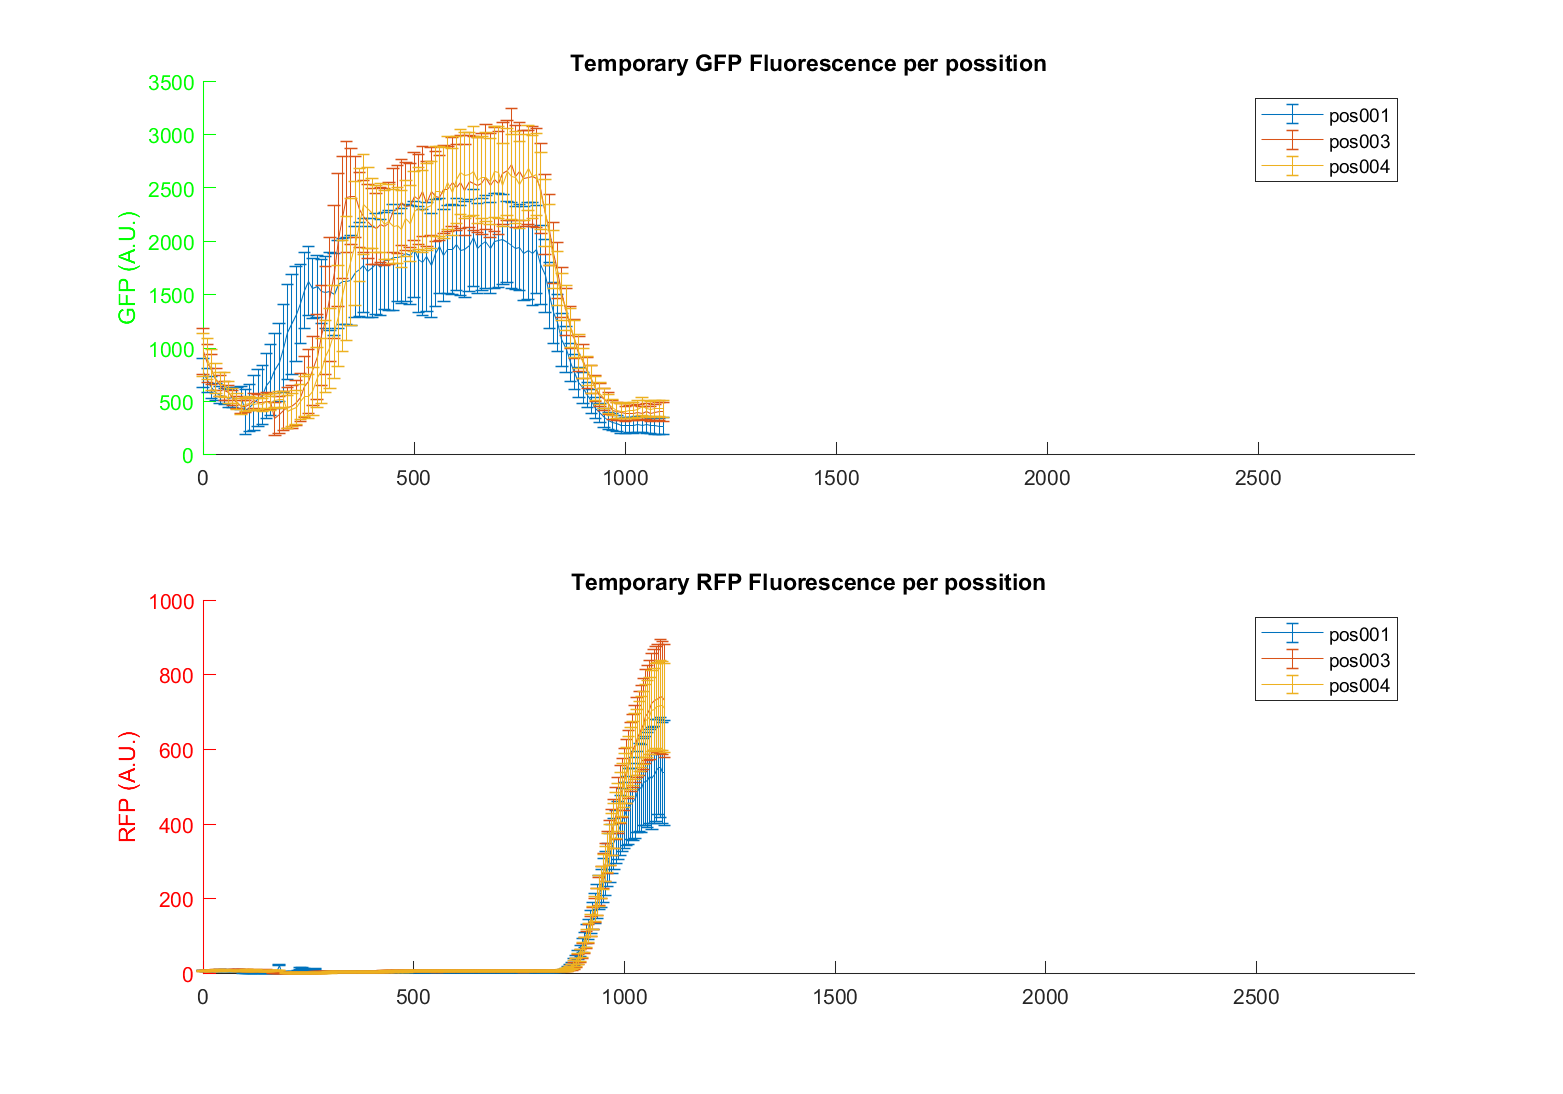 Temporary GFP Fluorescence per possition
3500
3000
2500
2000
1500
1000
500
0
GFP (A.U.)
0 500 1000 1500 2000 2500
pos001
pos003
pos004
Temporary RFP Fluorescence per possition
1000
800
600
400
200
0
RFP (A.U.)
0 500 1000 1500 2000 2500
pos001
pos003
pos004